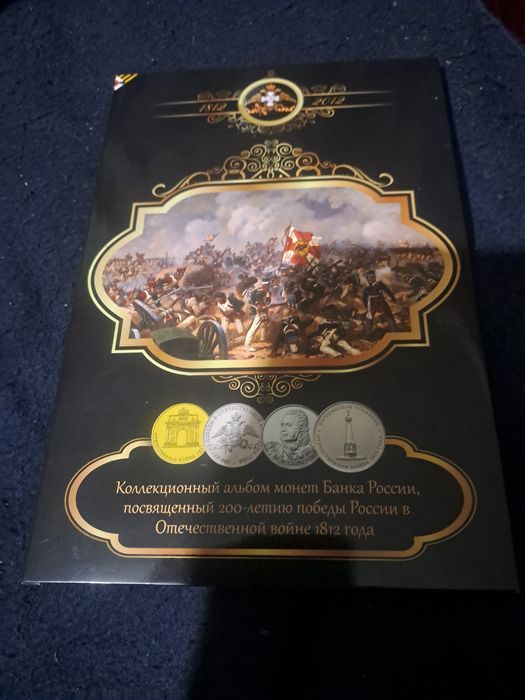 1812 2012
Коллекционный альбом монет Банка России,
посвященный 200-летию победы России в
Отечественной войне 1812 года